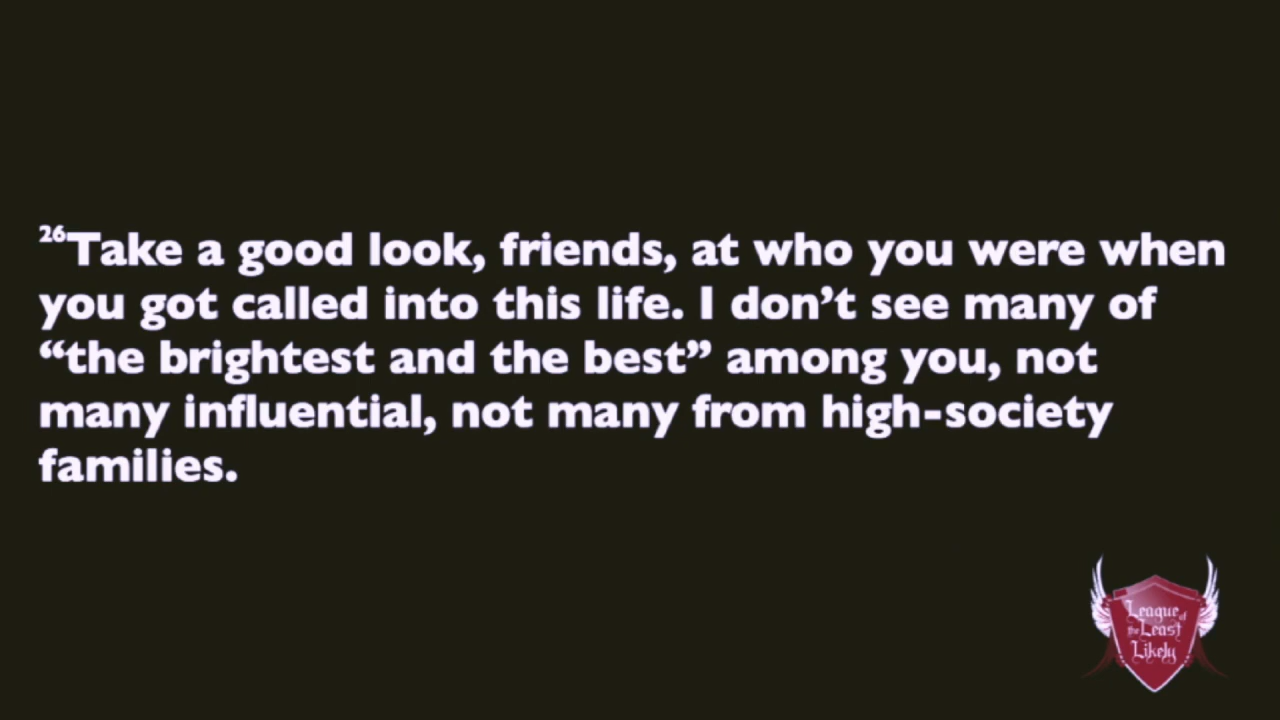 26Take a good look, friends, at who you were when
you got called into this life. I don’t see many of
“the brightest and the best” among you, not
many influential, not many from high-society
families.
League of
the Least
Likely